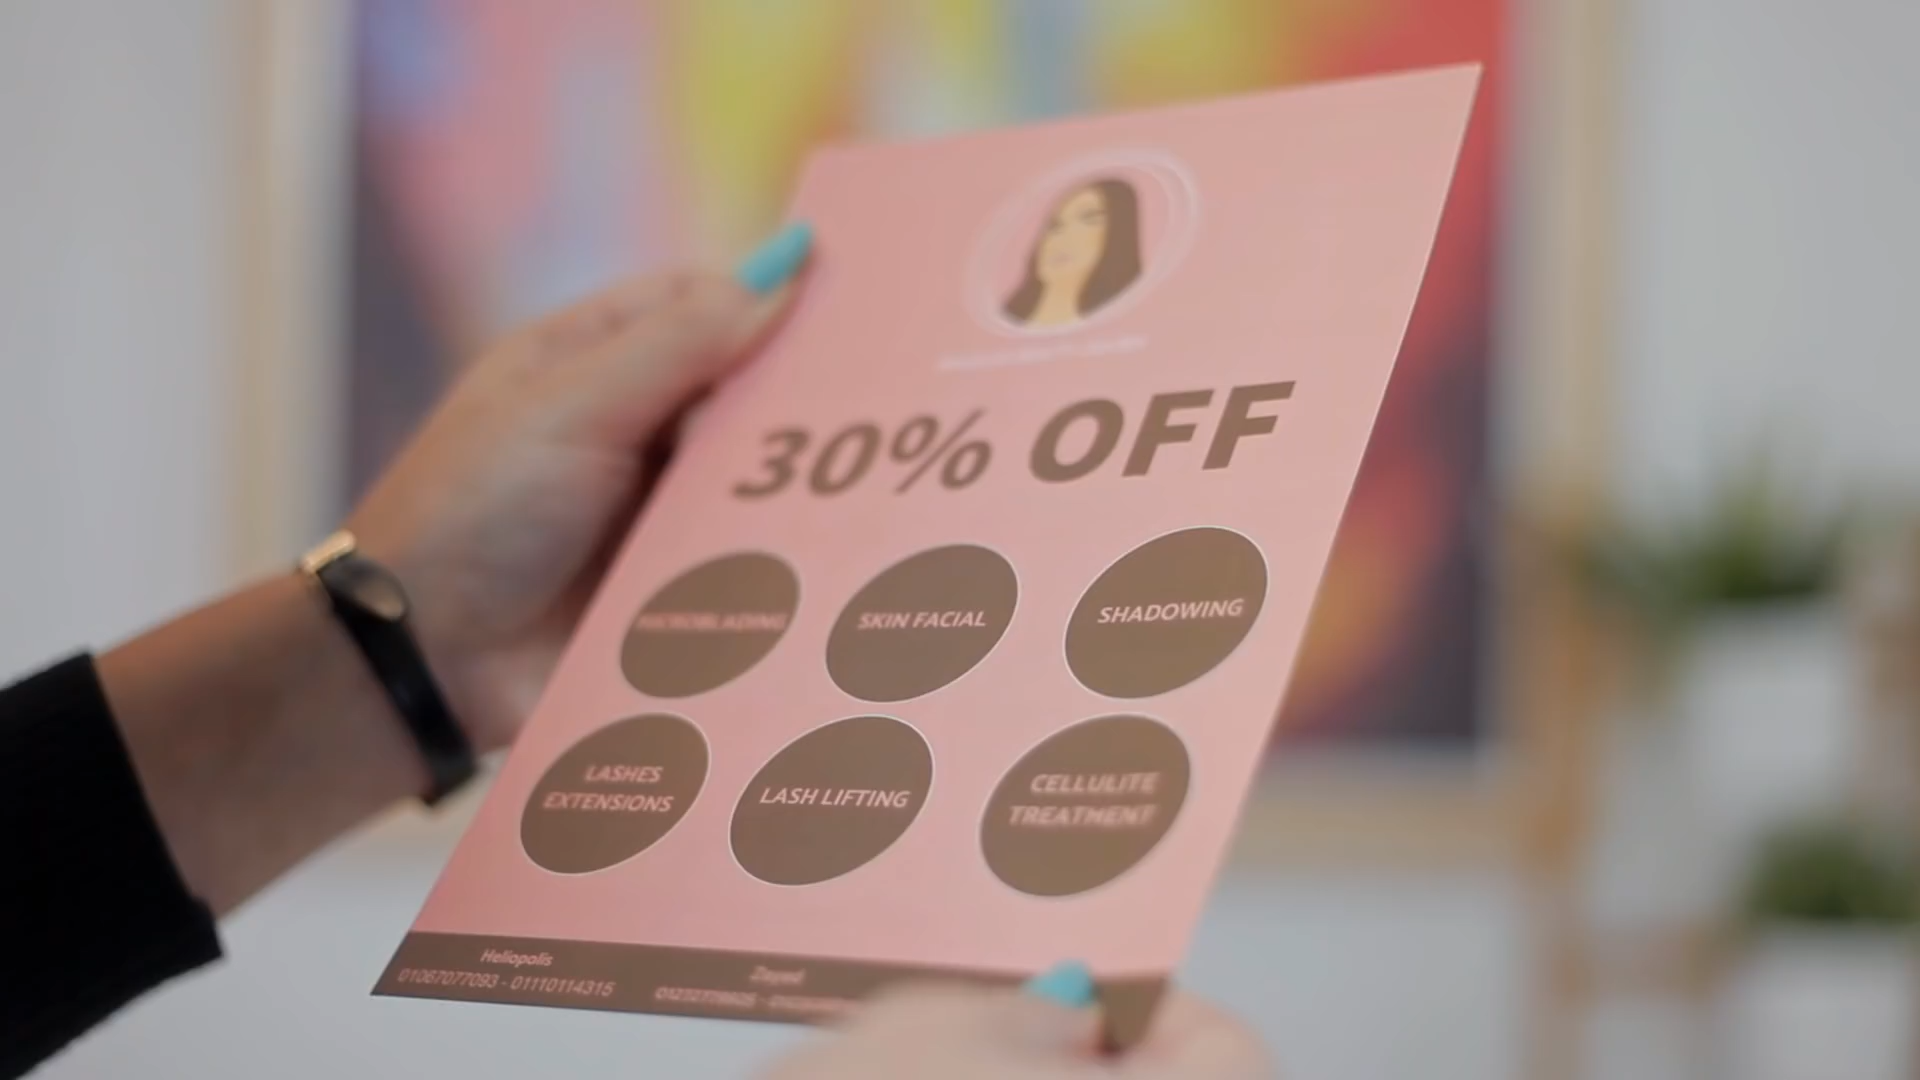 30% OFF
MICROBLADING
SKIN FACIAL
SHADOWING
LASHES
EXTENSIONS
LASH LIFTING
CELLULITE
TREATMENT
Heliopolis
01067077093 - 01110114315
Zayed